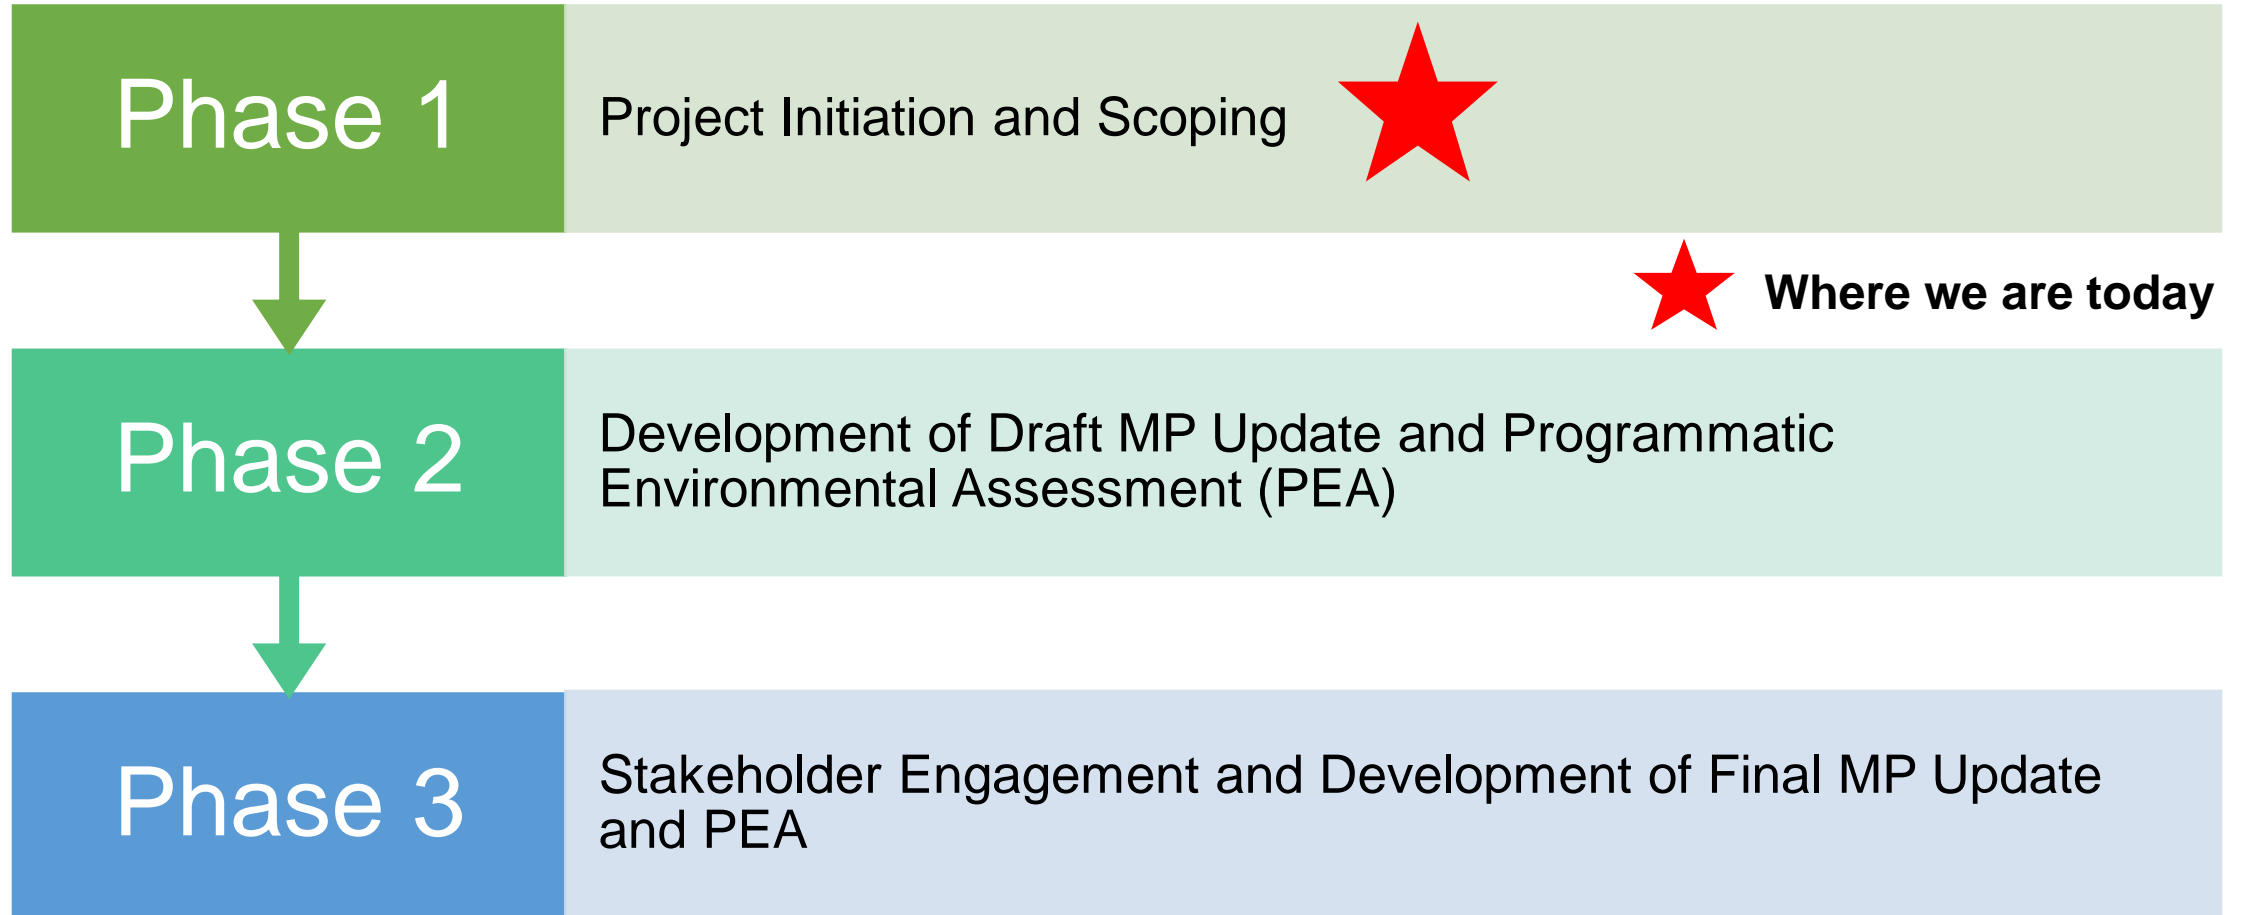 Phase 1
Project Initiation and Scoping
Where we are today
Phase 2
Development of Draft MP Update and Programmatic
Environmental Assessment (PEA)
Phase 3
Stakeholder Engagement and Development of Final MP Update
and PEA